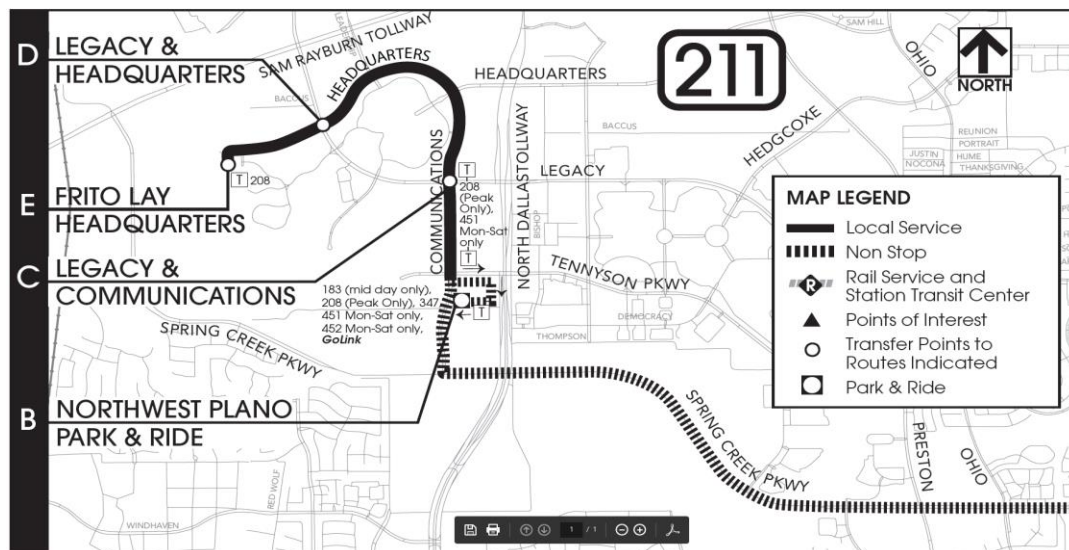 D
LEGACY &
HEADQUARTERS
E
FRITO LAY
HEADQUARTERS
C
LEGACY &
COMMUNICATIONS
B
NORTHWEST PLANO
PARK & RIDE
211
NORTH
SAM RAYBURN TOLLWAY
HEADQUARTERS
HEADQUARTERS
BACCUS
BACCUS
SAM HILL
OHIO
HEDGCOXE
REUNION
PORTRAIT
JUSTIN
HUME
NOCONA
THANKSGIVING
T 208
COMMUNICATIONS
T
208
(Peak
Only),
451
Mon-Sat
only
T
NORTH DALLASTOLLWAY
LEGACY
BISHOP
TENNYSON PKWY
DEMOCRACY
THOMPSON
183 (mid day only),
208 (Peak Only), 347,
451 Mon-Sat only,
452 Mon-Sat only,
GoLink
T
SPRING CREEK PKWY
SPRING CREEK PKWY
PRESTON
OHIO
RED WOLF
WINDHAVEN
MAP LEGEND
Local Service
Non Stop
R
Rail Service and
Station Transit Center
Points of Interest
Transfer Points to
Routes Indicated
Park & Ride
1 / 1